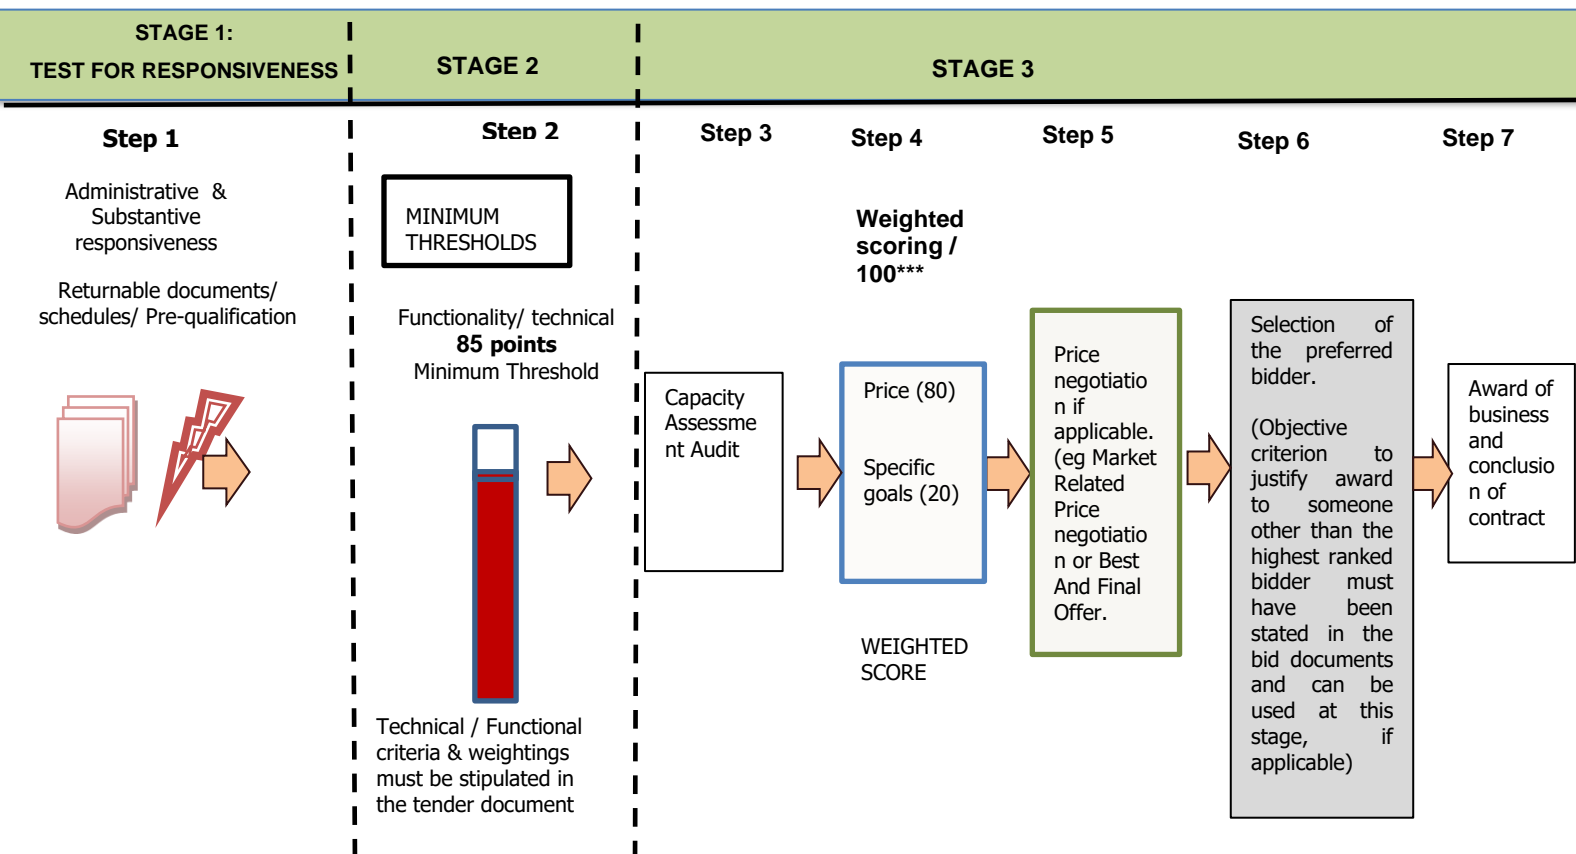 STAGE 1:
TEST FOR RESPONSIVENESS
STAGE 2
STAGE 3
Step 1
Step 2
Step 3
Step 4
Step 5
Step 6
Step 7
Administrative &
Substantive
responsiveness
Returnable documents/
schedules/ Pre-qualification
MINIMUM
THRESHOLDS
Functionality/ technical
85 points
Minimum Threshold
Technical / Functional
criteria & weightings
must be stipulated in
the tender document
Capacity
Assessme
nt Audit
Weighted
scoring /
100***
Price (80)
Specific
goals (20)
WEIGHTED
SCORE
Price
negotiatio
n if
applicable.
(eg Market
Related
Price
negotiatio
n or Best
And Final
Offer.
Selection of
the preferred
bidder.
(Objective
criterion to
justify award
to someone
other than the
highest ranked
bidder must
have been
stated in the
bid documents
and can be
used at this
stage, if
applicable)
Award of
business
and
conclusio
n of
contract